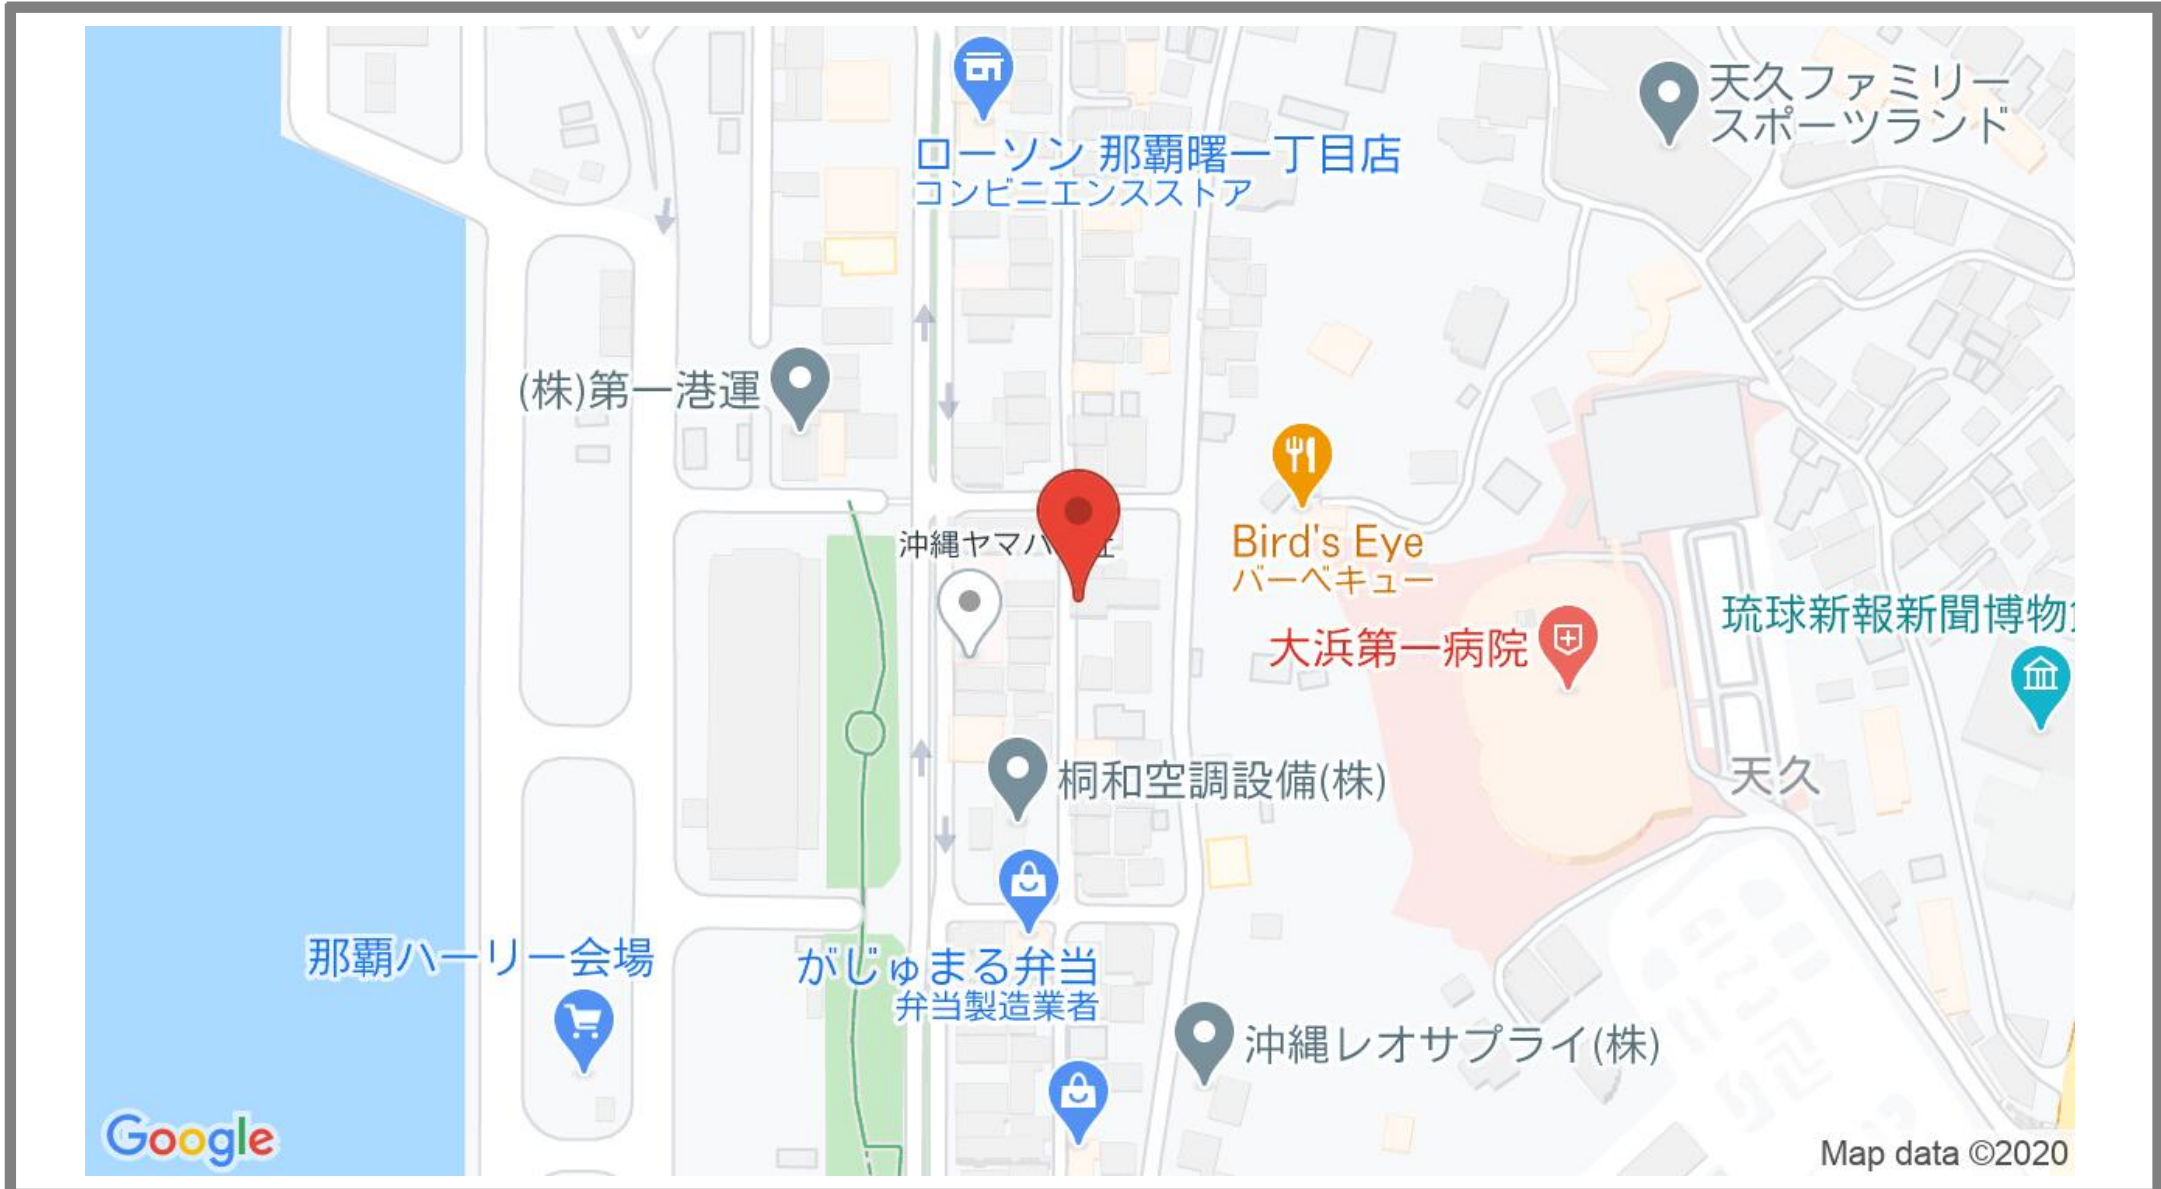 天久ファミリー
スポーツランド
ローソン 那覇曙一丁目店
コンビニエンスストア
(株)第一港運
Bird's Eye
バーベキュー
沖縄ヤマハ
琉球新報新聞博物
大浜第一病院
天久
桐和空調設備(株)
那覇ハーリー会場
がじゅまる弁当
弁当製造業者
沖縄レオサプライ(株)
Google
Map data ©2020